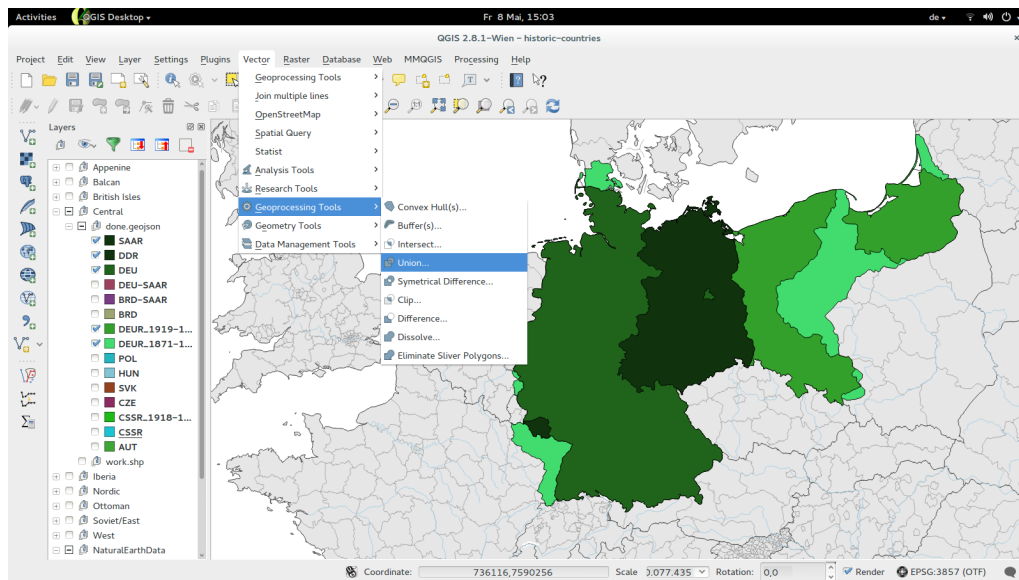 Activities QGIS Desktop Fr 8 Mai, 15:03 de
QGIS 2.8.1-Wien - historic-countries
Project Edit View Layer Settings Plugins Vector Raster Database Web MMQGIS Processing Help
Layers
Appenine
Balcan
British Isles
Central
done.geojson
SAAR
DDR
DEU
DEU-SAAR
BRD-SAAR
BRD
DEUR_1919-1...
DEUR_1871-1...
POL
HUN
SVK
CZE
CSSR_1918-1...
CSSR
AUT
work.shp
Iberia
Nordic
Ottoman
Soviet/East
West
NaturalEarthData
Geoprocessing Tools
Join multiple lines
OpenStreetMap
Spatial Query
Statist
Analysis Tools
Research Tools
Geoprocessing Tools
Geometry Tools
Data Management Tools
Convex Hull(s)...
Buffer(s)...
Intersect...
Union...
Symetrical Difference...
Clip...
Difference...
Dissolve...
Eliminate Sliver Polygons...
Coordinate: 736116,7590256 Scale ).077.435 Rotation: 0,0 Render EPSG:3857 (OTF)